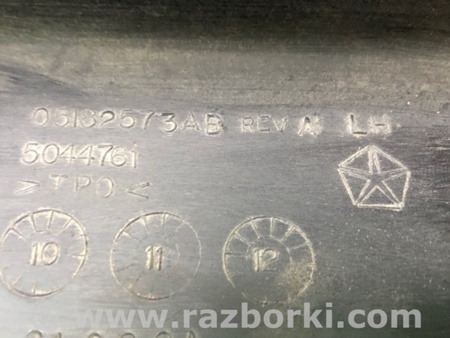 05182573AB REV A LH
5044761
>TPO<
10 11 12
www.razborki.com